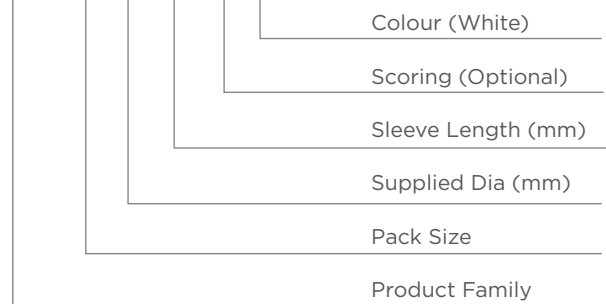 Colour (White)
Scoring (Optional)
Sleeve Length (mm)
Supplied Dia (mm)
Pack Size
Product Family